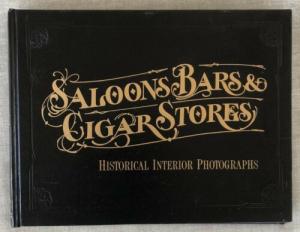 SALOONS, BARS &
CIGAR STORES
HISTORICAL INTERIOR PHOTOGRAPHS